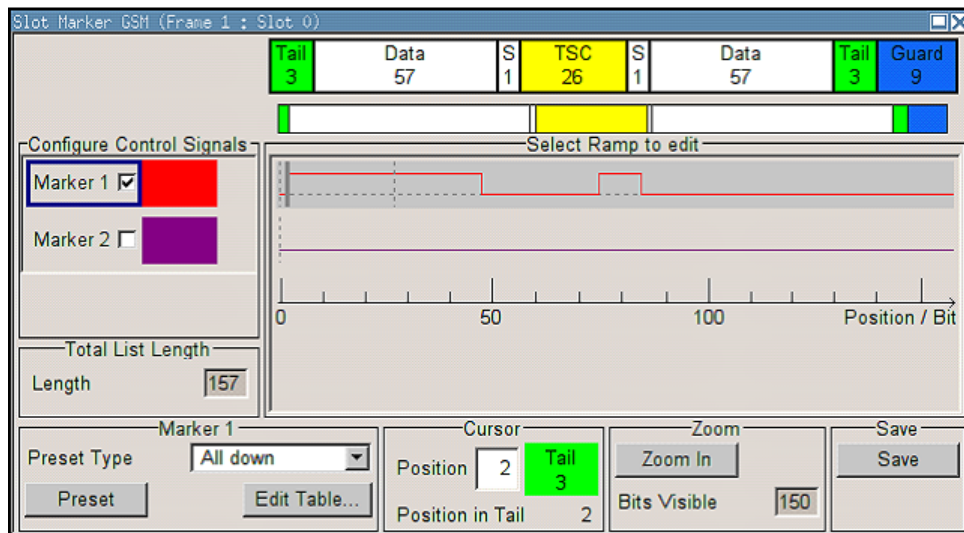 Slot Marker GSM (Frame 1 : Slot 0)
Tail Data S TSC S Data Tail Guard
3 57 1 26 1 57 3 9
Configure Control Signals
Select Ramp to edit
Marker 1
Marker 2
0 50 100 Position / Bit
Total List Length
Length 157
Marker 1
Preset Type All down
Preset Edit Table...
Cursor
Position 2 Tail 3
Position in Tail 2
Zoom
Zoom In
Bits Visible 150
Save
Save